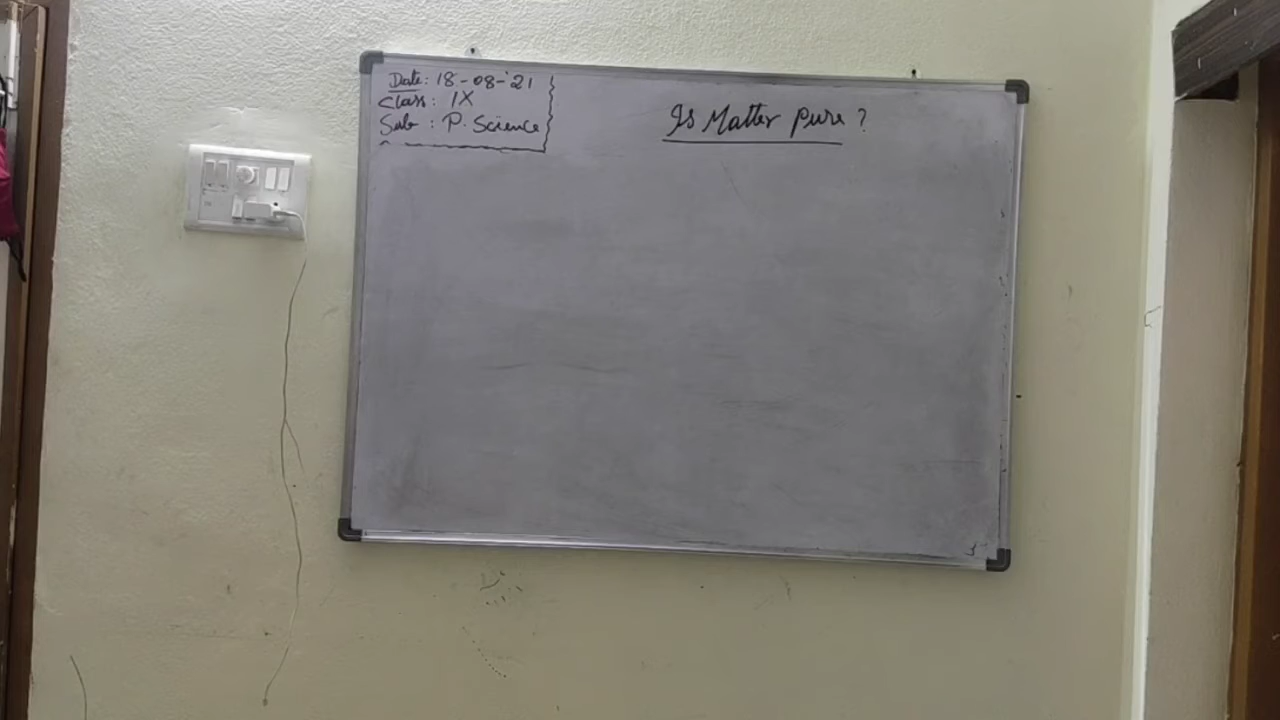 Date: 18-08-'21
Class: IX
Sub: P. Science
Is Matter Pure?